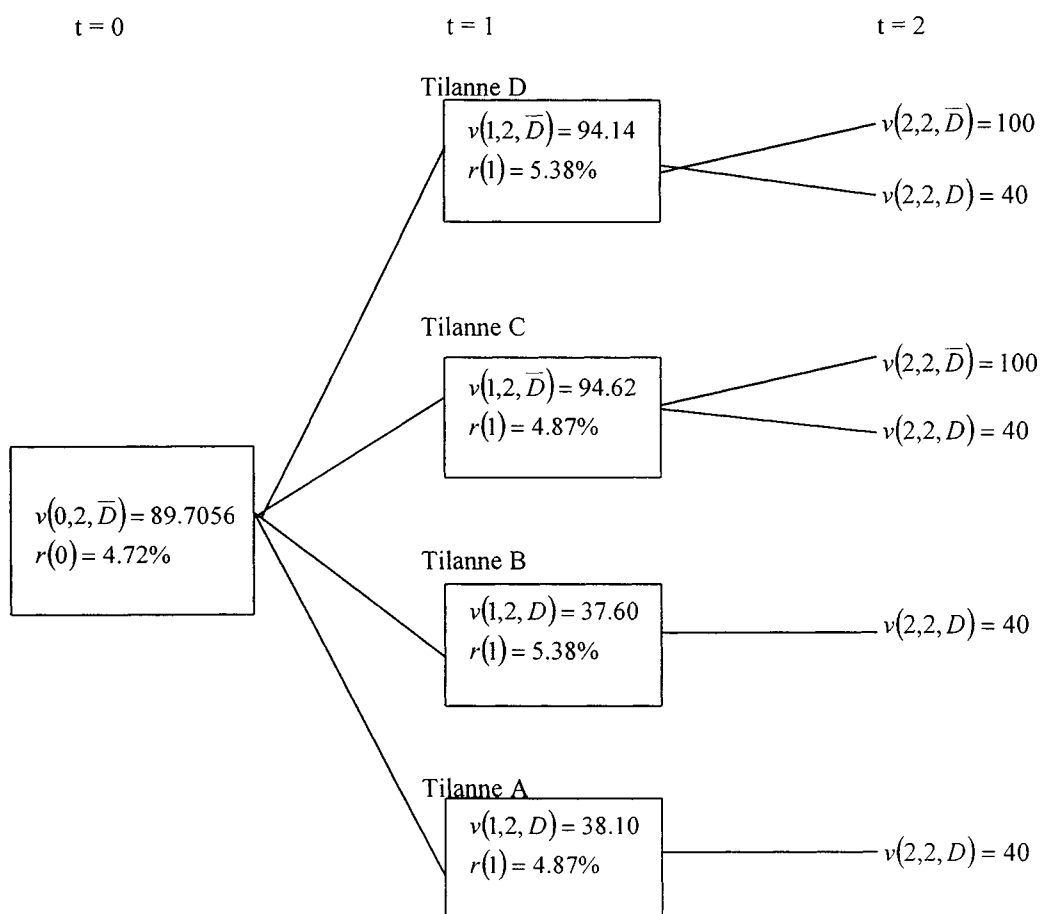 t = 0 t = 1 t = 2
Tilanne D
v(1,2, D̅) = 94.14
r(1) = 5.38%
v(2,2, D̅) = 100
v(2,2, D) = 40
Tilanne C
v(1,2, D̅) = 94.62
r(1) = 4.87%
v(2,2, D̅) = 100
v(2,2, D) = 40
v(0,2, D̅) = 89.7056
r(0) = 4.72%
Tilanne B
v(1,2, D) = 37.60
r(1) = 5.38%
v(2,2, D) = 40
Tilanne A
v(1,2, D) = 38.10
r(1) = 4.87%
v(2,2, D) = 40